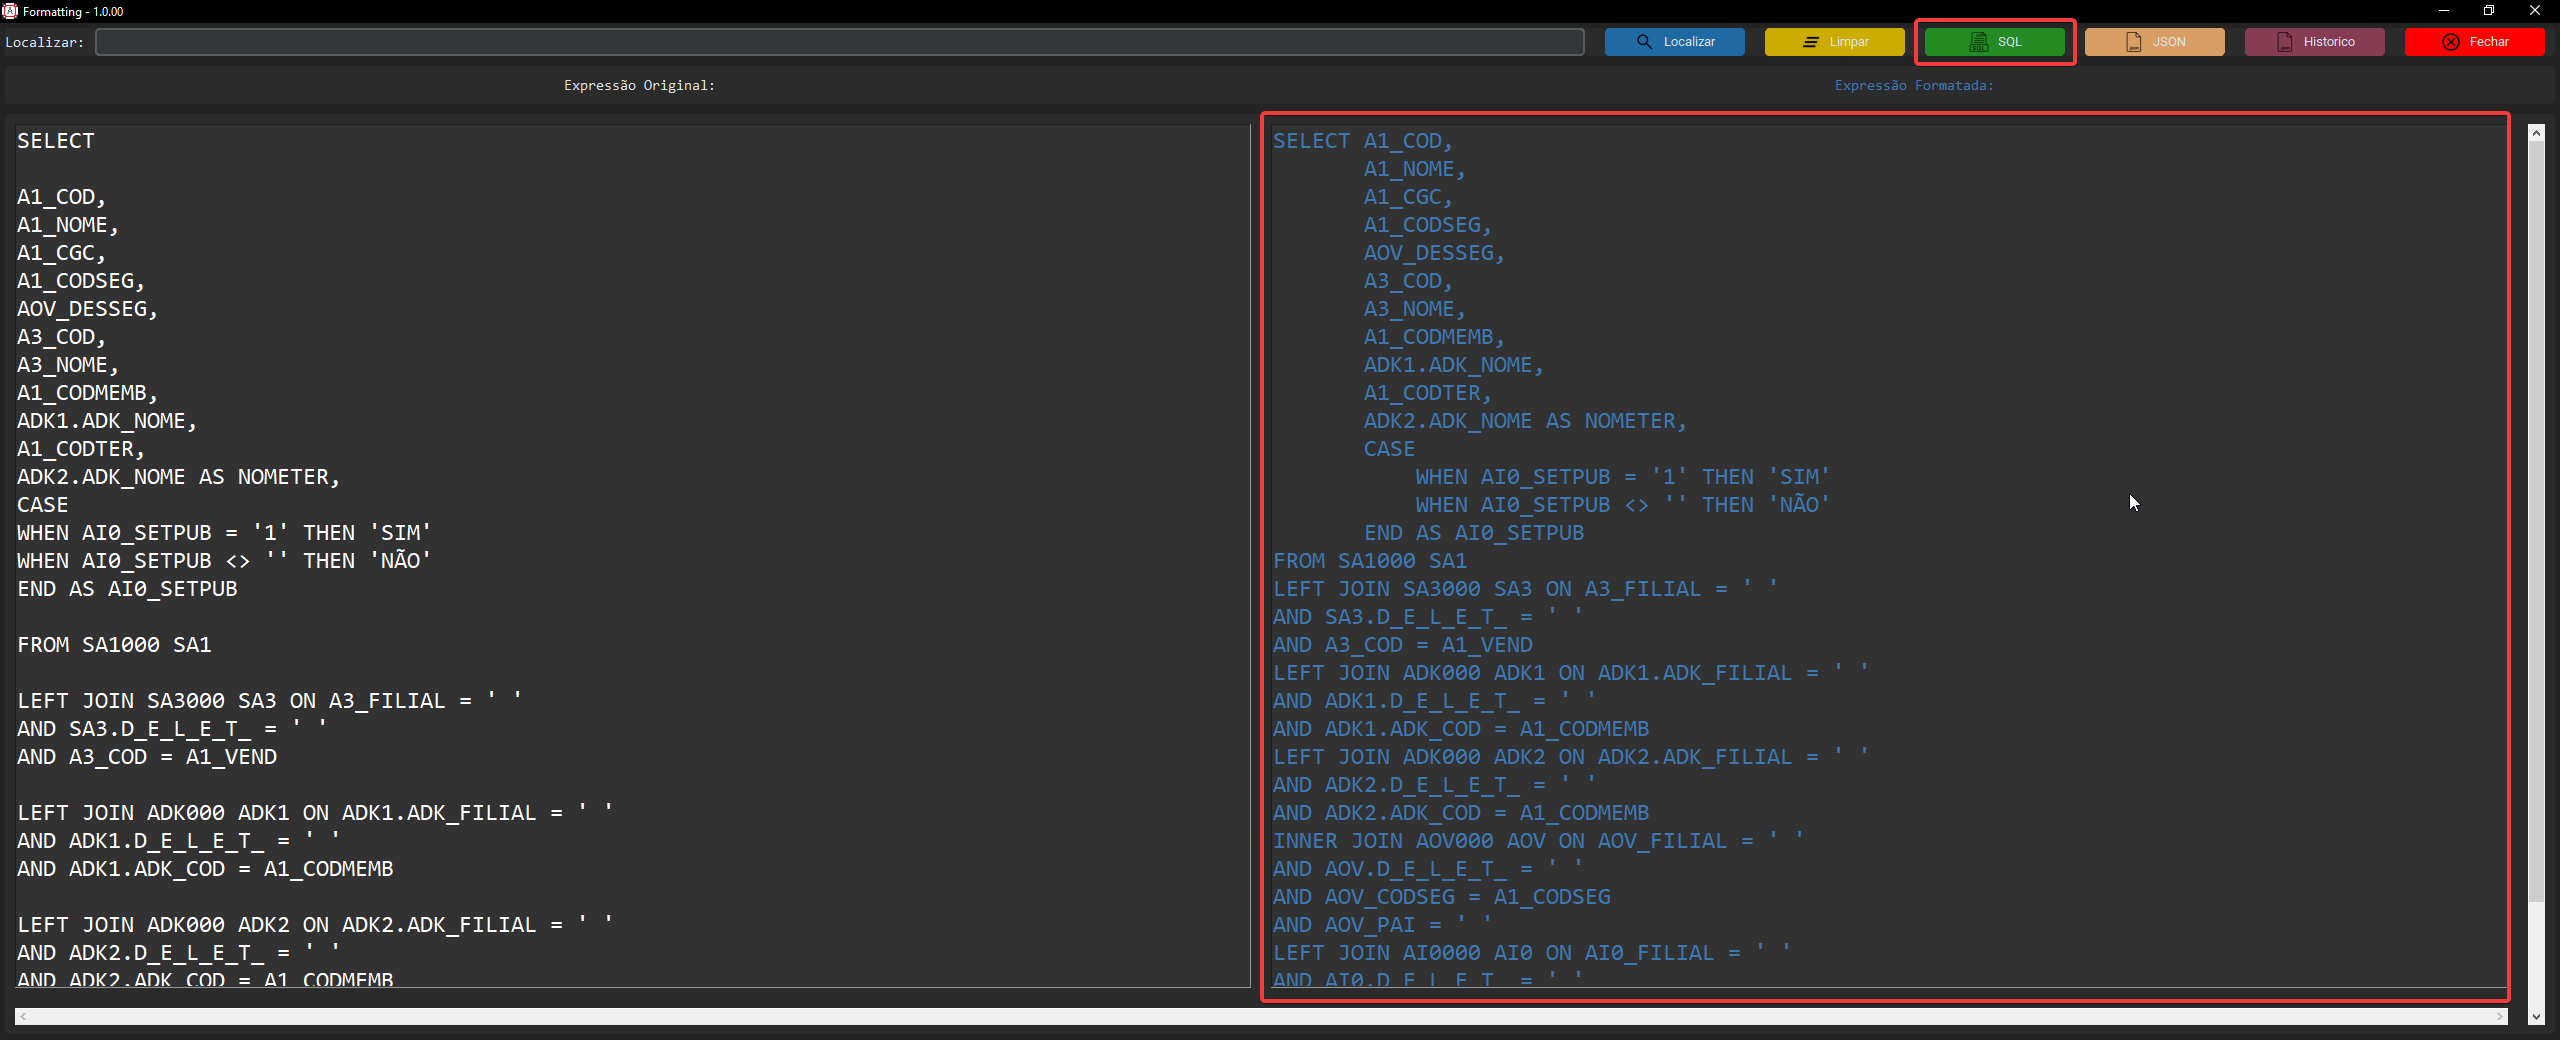 Formatting - 1.0.00
Localizar:
Localizar
Limpar
SQL
JSON
Historico
Fechar
Expressão Original:
Expressão Formatada:
SELECT
A1_COD,
A1_NOME,
A1_CGC,
A1_CODSEG,
AOV_DESSEG,
A3_COD,
A3_NOME,
A1_CODMEMB,
ADK1.ADK_NOME,
A1_CODTER,
ADK2.ADK_NOME AS NOMETER,
CASE
WHEN AI0_SETPUB = '1' THEN 'SIM'
WHEN AI0_SETPUB <> '' THEN 'NÃO'
END AS AI0_SETPUB
FROM SA1000 SA1
LEFT JOIN SA3000 SA3 ON A3_FILIAL = ' '
AND SA3.D_E_L_E_T_ = ' '
AND A3_COD = A1_VEND
LEFT JOIN ADK000 ADK1 ON ADK1.ADK_FILIAL = ' '
AND ADK1.D_E_L_E_T_ = ' '
AND ADK1.ADK_COD = A1_CODMEMB
LEFT JOIN ADK000 ADK2 ON ADK2.ADK_FILIAL = ' '
AND ADK2.D_E_L_E_T_ = ' '
AND ADK2.ADK_COD = A1_CODMEMB
SELECT A1_COD,
A1_NOME,
A1_CGC,
A1_CODSEG,
AOV_DESSEG,
A3_COD,
A3_NOME,
A1_CODMEMB,
ADK1.ADK_NOME,
A1_CODTER,
ADK2.ADK_NOME AS NOMETER,
CASE
WHEN AI0_SETPUB = '1' THEN 'SIM'
WHEN AI0_SETPUB <> '' THEN 'NÃO'
END AS AI0_SETPUB
FROM SA1000 SA1
LEFT JOIN SA3000 SA3 ON A3_FILIAL = ' '
AND SA3.D_E_L_E_T_ = ' '
AND A3_COD = A1_VEND
LEFT JOIN ADK000 ADK1 ON ADK1.ADK_FILIAL = ' '
AND ADK1.D_E_L_E_T_ = ' '
AND ADK1.ADK_COD = A1_CODMEMB
LEFT JOIN ADK000 ADK2 ON ADK2.ADK_FILIAL = ' '
AND ADK2.D_E_L_E_T_ = ' '
AND ADK2.ADK_COD = A1_CODMEMB
INNER JOIN AOV000 AOV ON AOV_FILIAL = ' '
AND AOV.D_E_L_E_T_ = ' '
AND AOV_CODSEG = A1_CODSEG
AND AOV_PAI = ' '
LEFT JOIN AI0000 AI0 ON AI0_FILIAL = ' '
AND AI0.D_E_L_E_T_ = ' '